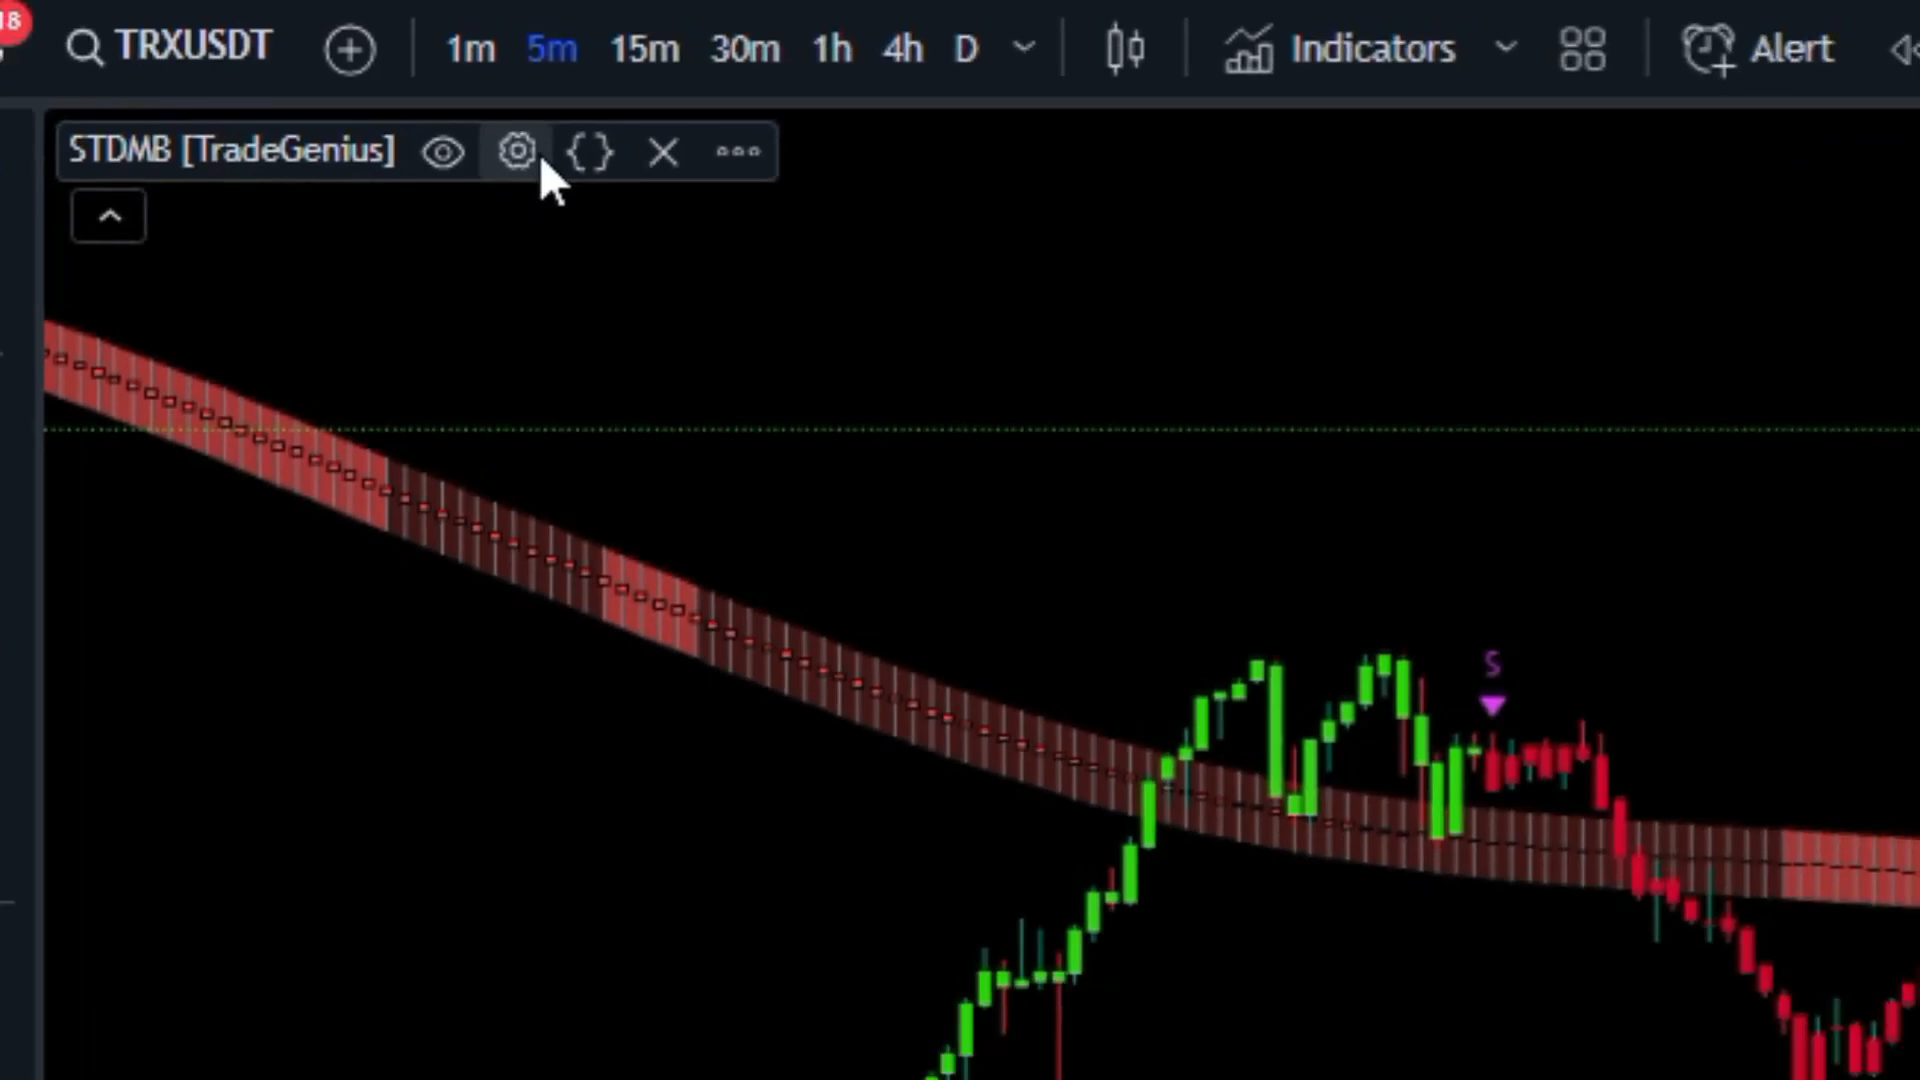 18
TRXUSDT 1m 5m 15m 30m 1h 4h D Indicators Alert
STDMB [TradeGenius] {}
S